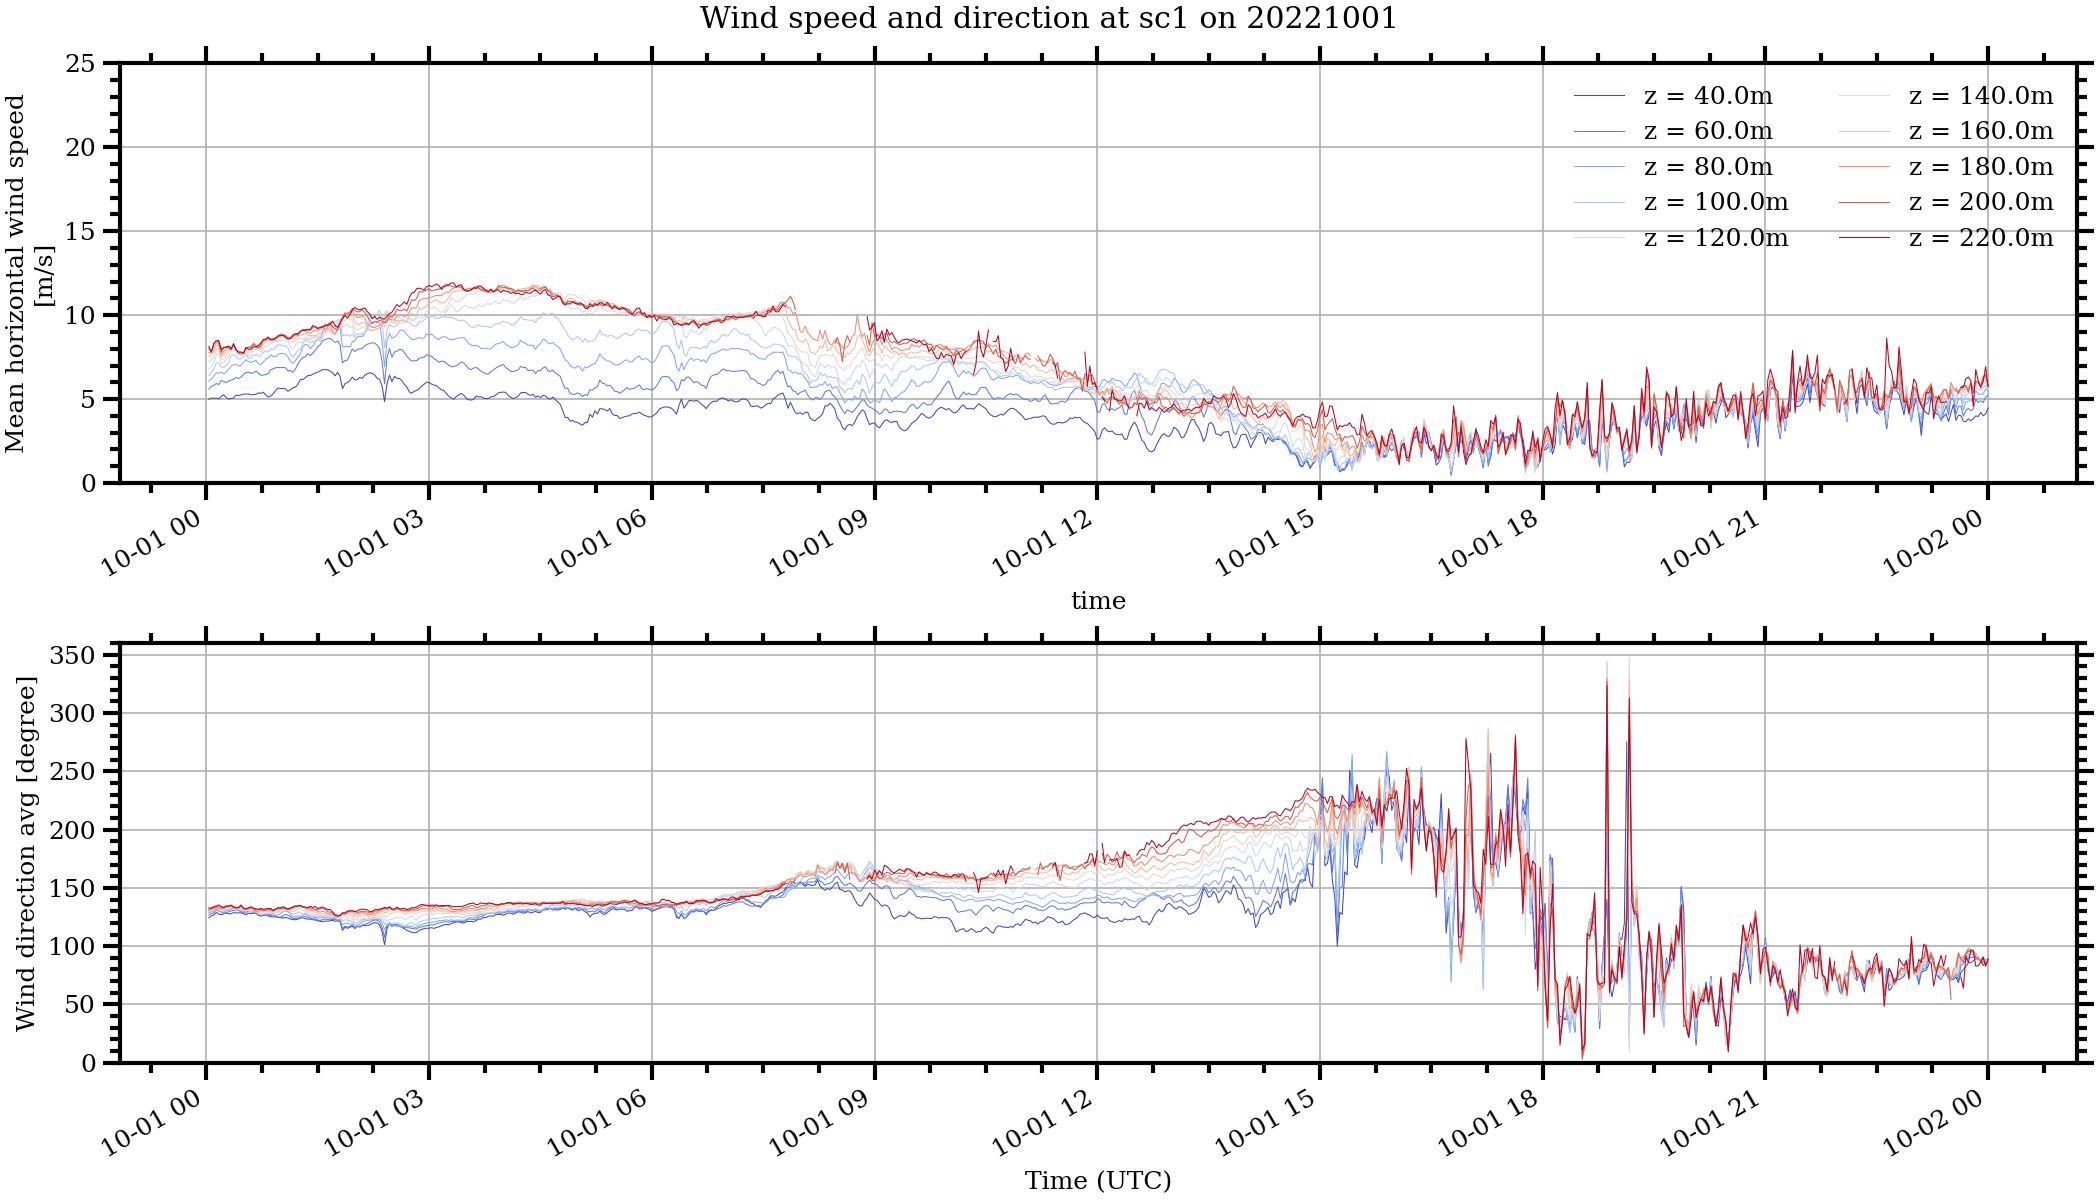 Wind speed and direction at sc1 on 20221001
Mean horizontal wind speed
[m/s]
25
20
15
10
5
0
z = 40.0m
z = 60.0m
z = 80.0m
z = 100.0m
z = 120.0m
z = 140.0m
z = 160.0m
z = 180.0m
z = 200.0m
z = 220.0m
10-01 00
10-01 03
10-01 06
10-01 09
10-01 12
10-01 15
10-01 18
10-01 21
10-02 00
time
Wind direction avg [degree]
350
300
250
200
150
100
50
0
10-01 00
10-01 03
10-01 06
10-01 09
10-01 12
10-01 15
10-01 18
10-01 21
10-02 00
Time (UTC)